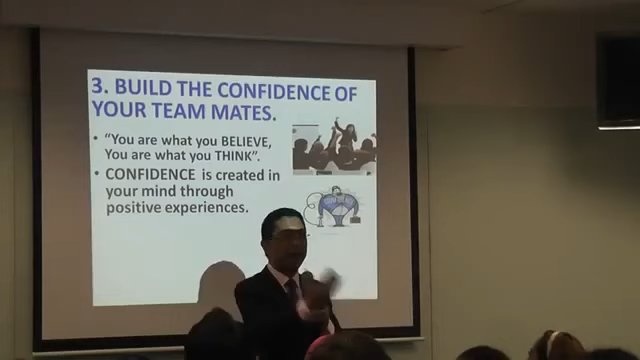 3. BUILD THE CONFIDENCE OF
YOUR TEAM MATES.
• “You are what you BELIEVE,
You are what you THINK”.
• CONFIDENCE is created in
your mind through
positive experiences.